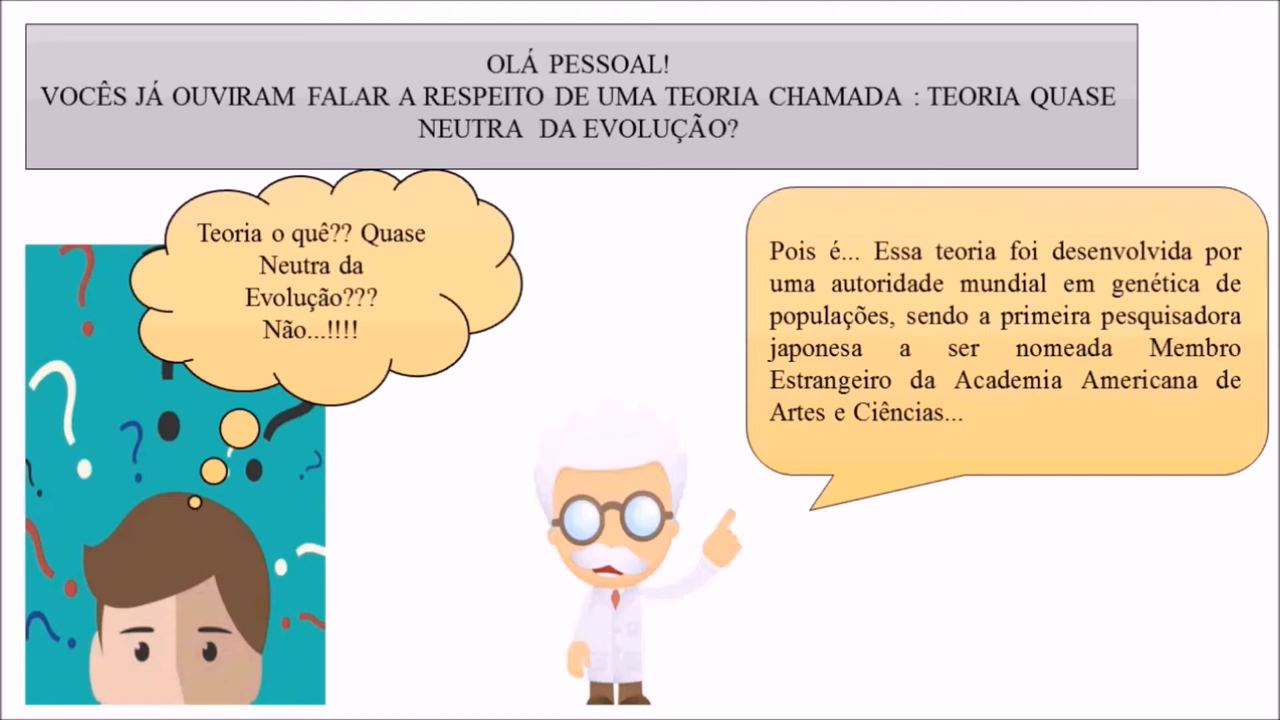 OLÁ PESSOAL!
VOCÊS JÁ OUVIRAM FALAR A RESPEITO DE UMA TEORIA CHAMADA : TEORIA QUASE
NEUTRA DA EVOLUÇÃO?
Teoria o quê?? Quase
Neutra da
Evolução???
Não...!!!!
Pois é... Essa teoria foi desenvolvida por
uma autoridade mundial em genética de
populações, sendo a primeira pesquisadora
japonesa a ser nomeada Membro
Estrangeiro da Academia Americana de
Artes e Ciências...